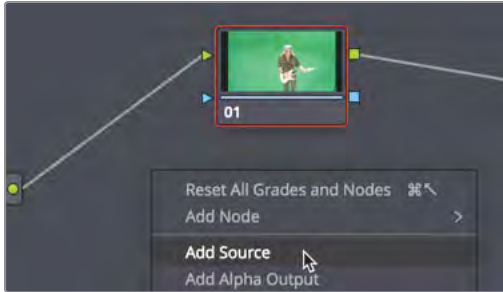 01
Reset All Grades and Nodes ⌘↖
Add Node >
Add Source
Add Alpha Output